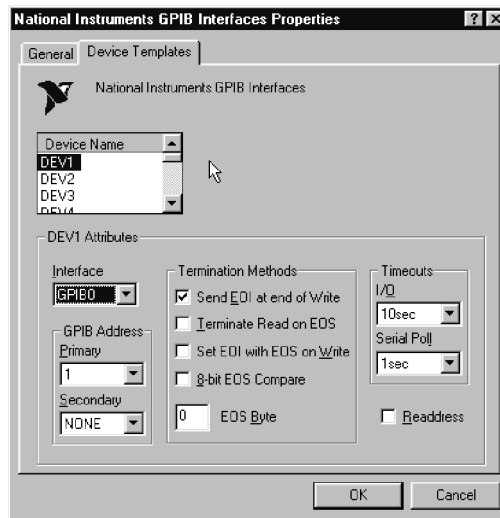 National Instruments GPIB Interfaces Properties
General
Device Templates
National Instruments GPIB Interfaces
Device Name
DEV1
DEV2
DEV3
DEV4
DEV1 Attributes
Interface
GPIB0
GPIB Address
Primary
1
Secondary
NONE
Termination Methods
Send EOI at end of Write
Terminate Read on EOS
Set EOI with EOS on Write
8-bit EOS Compare
0 EOS Byte
Timeouts
I/O
10sec
Serial Poll
1sec
Readdress
OK
Cancel